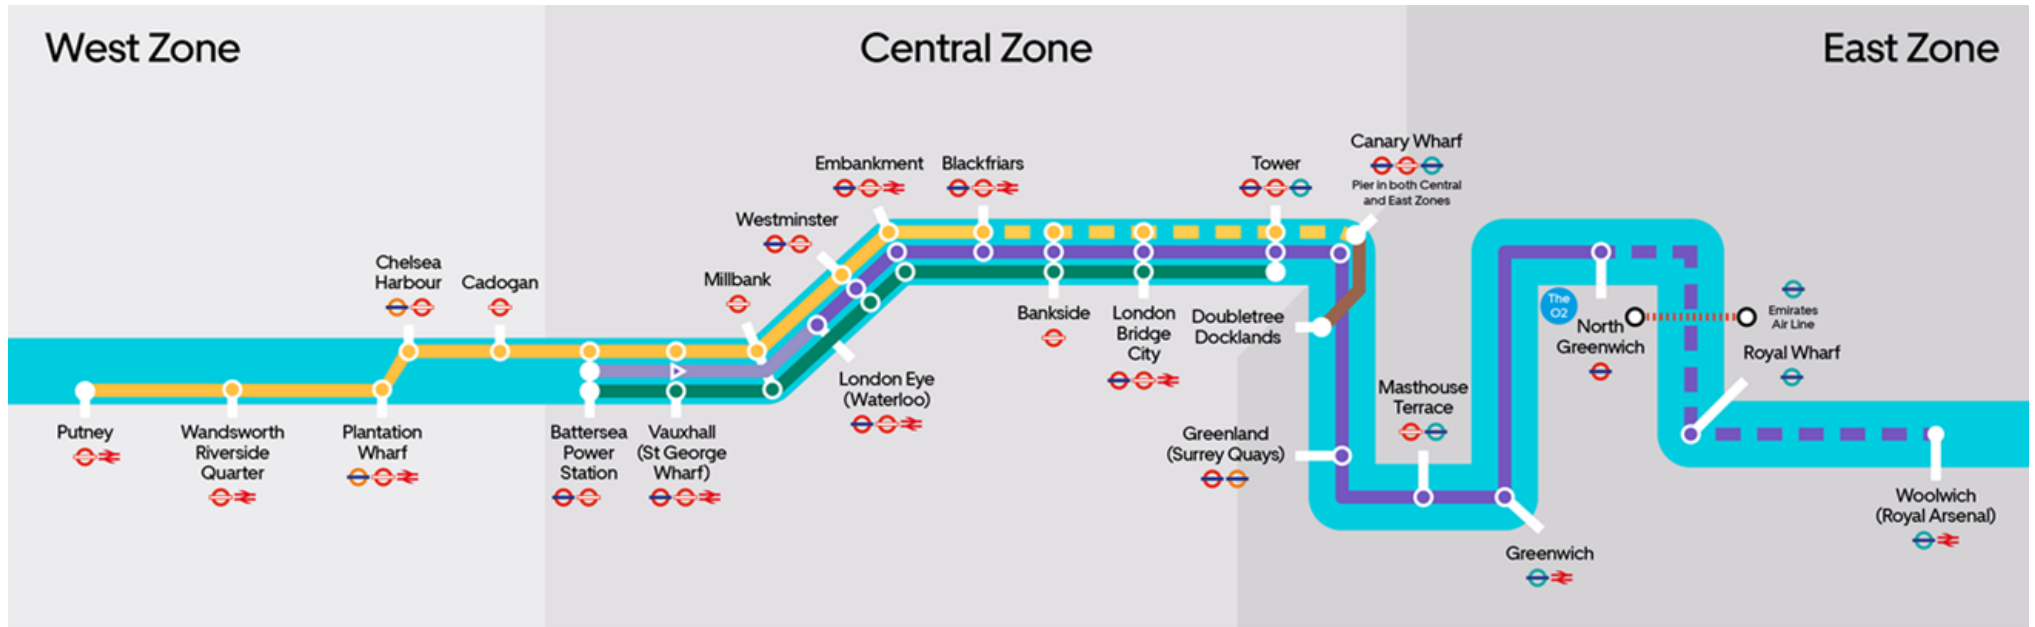 West Zone
Central Zone
East Zone
Putney
Wandsworth
Riverside
Quarter
Plantation
Wharf
Chelsea
Harbour
Cadogan
Battersea
Power
Station
Vauxhall
(St George
Wharf)
Millbank
Westminster
Embankment
London Eye
(Waterloo)
Blackfriars
Bankside
London
Bridge
City
Tower
Canary Wharf
Pier in both Central
and East Zones
Doubletree
Docklands
Greenland
(Surrey Quays)
Masthouse
Terrace
Greenwich
The
O2
North
Greenwich
Emirates
Air Line
Royal Wharf
Woolwich
(Royal Arsenal)